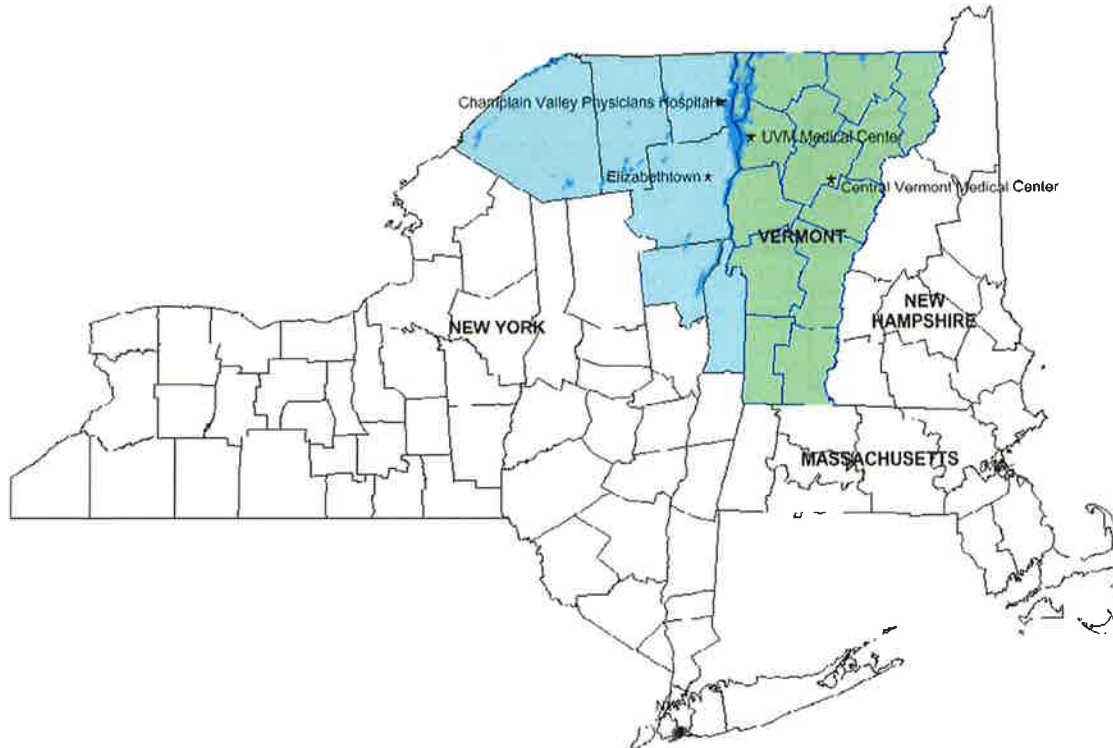 Champlain Valley Physicians Hospital
UVM Medical Center
Elizabethtown
Central Vermont Medical Center
VERMONT
NEW YORK
NEW
HAMPSHIRE
MASSACHUSETTS